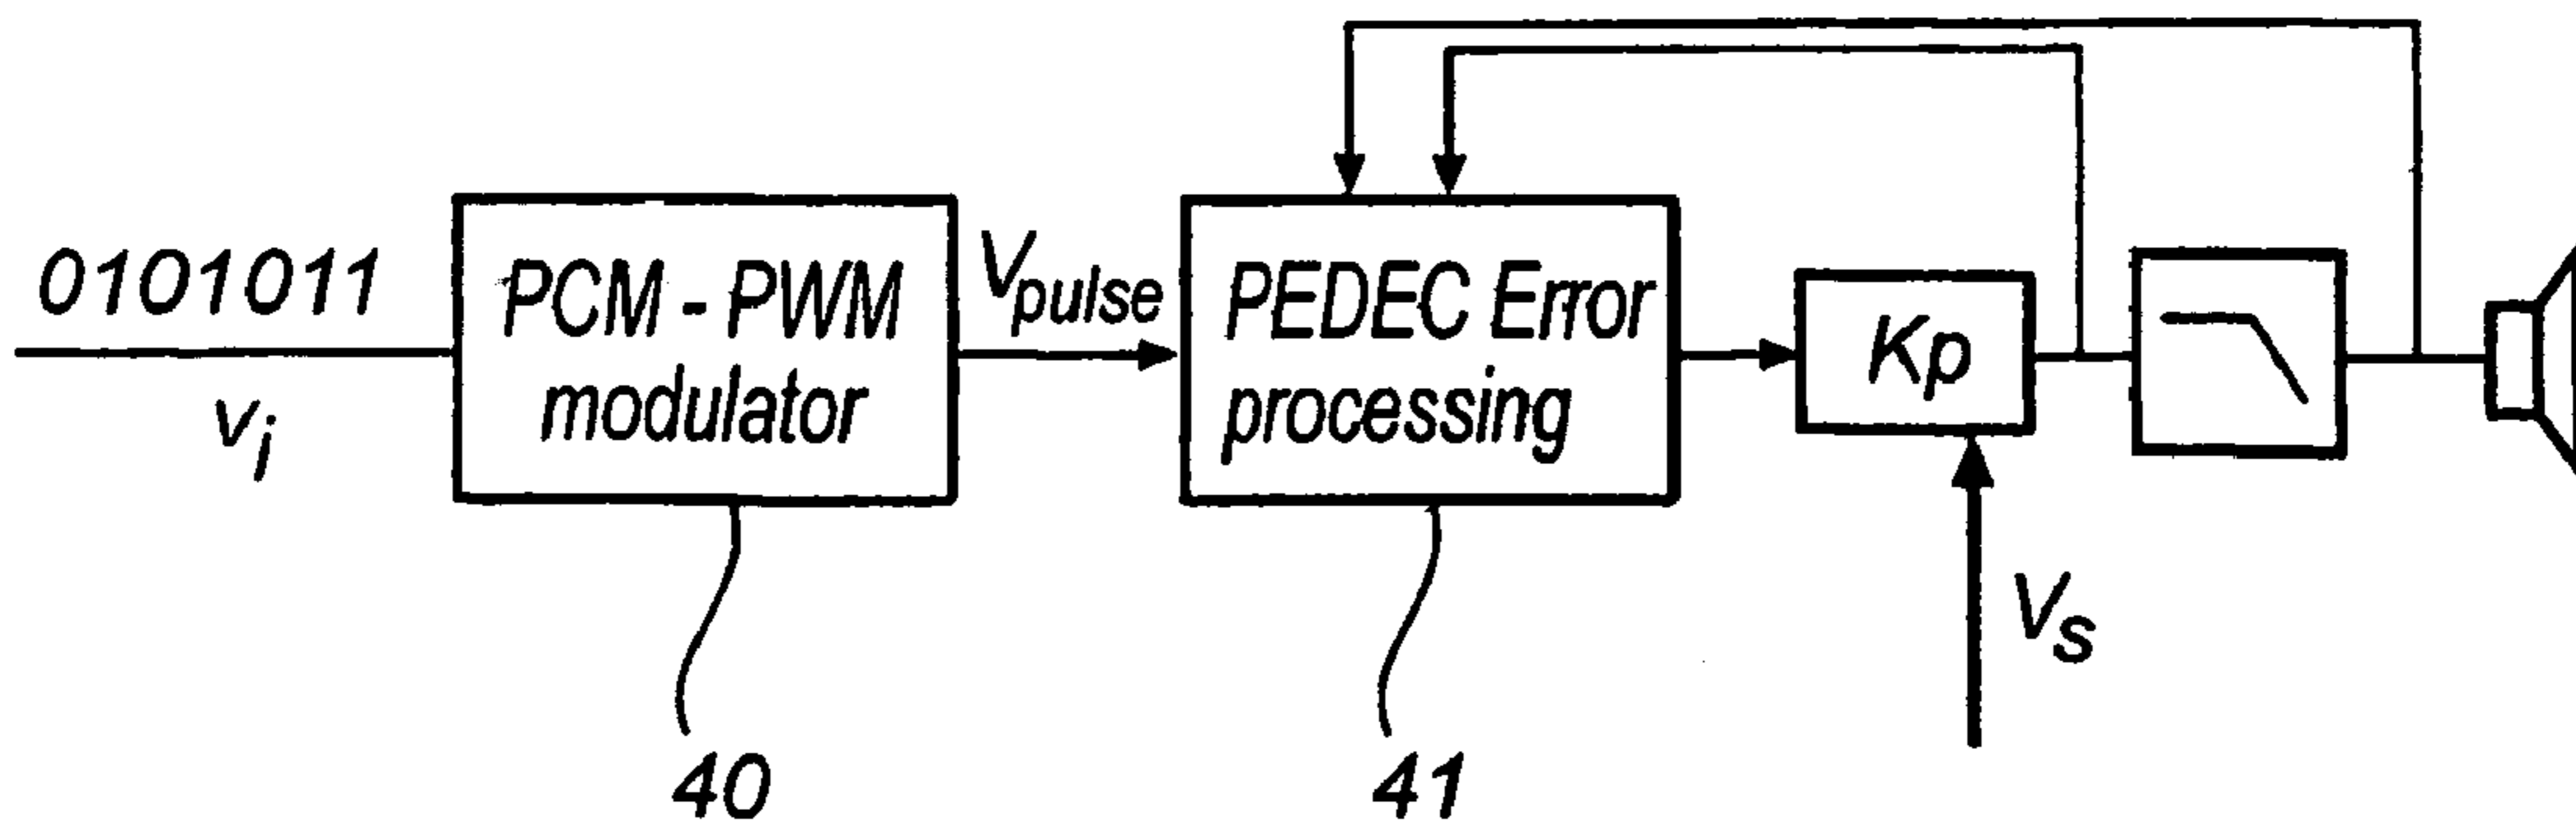 0101011
vi
PCM - PWM
modulator
Vpulse
PEDEC Error
processing
Kp
Vs
40
41